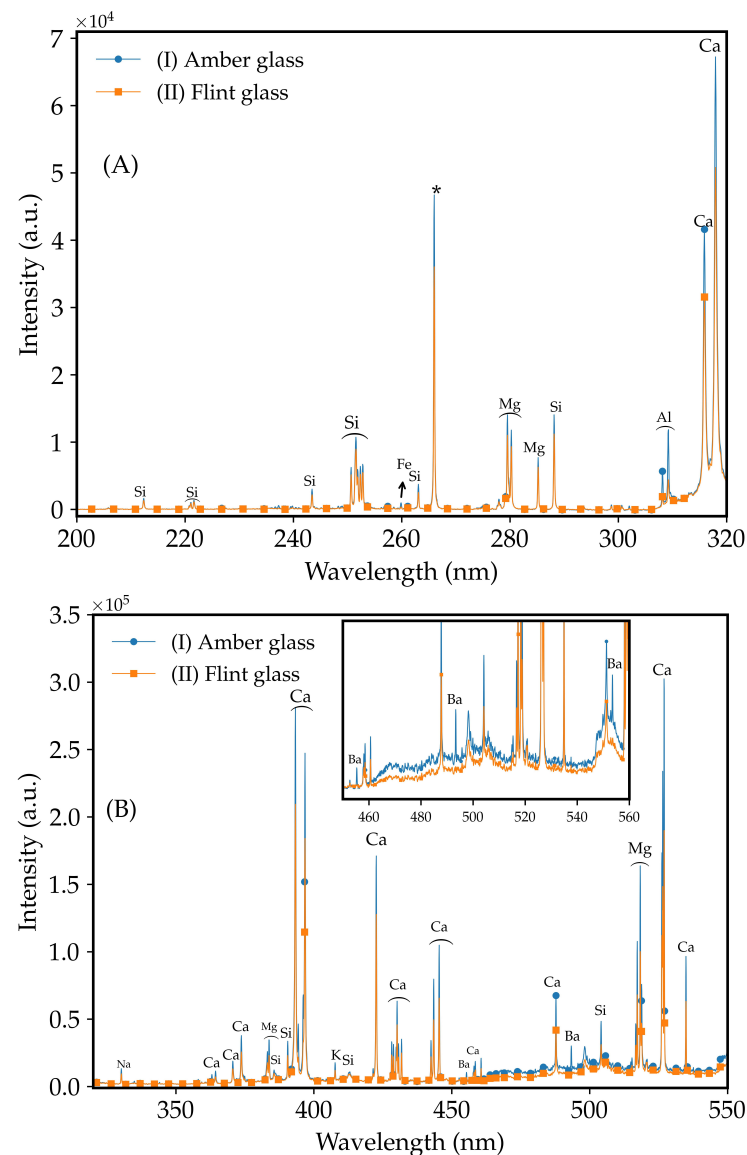 ×10⁴
7
6
5
4
3
2
1
0
Intensity (a.u.)
(I) Amber glass
(II) Flint glass
(A)
Si
Si
Si
Si
Fe
Si
*
Mg
Mg
Si
Al
Ca
Ca
200 220 240 260 280 300 320
Wavelength (nm)
×10⁵
3.5
3.0
2.5
2.0
1.5
1.0
0.5
0.0
Intensity (a.u.)
(I) Amber glass
(II) Flint glass
(B)
Na
Ca
Ca
Ca
Mg
Si
Si
Ca
K
Si
Ca
Ca
Ca
Ba
Ca
Ca
Ba
Si
Mg
Ca
Ca
Ba
Ba
Ba
460 480 500 520 540 560
350 400 450 500 550
Wavelength (nm)